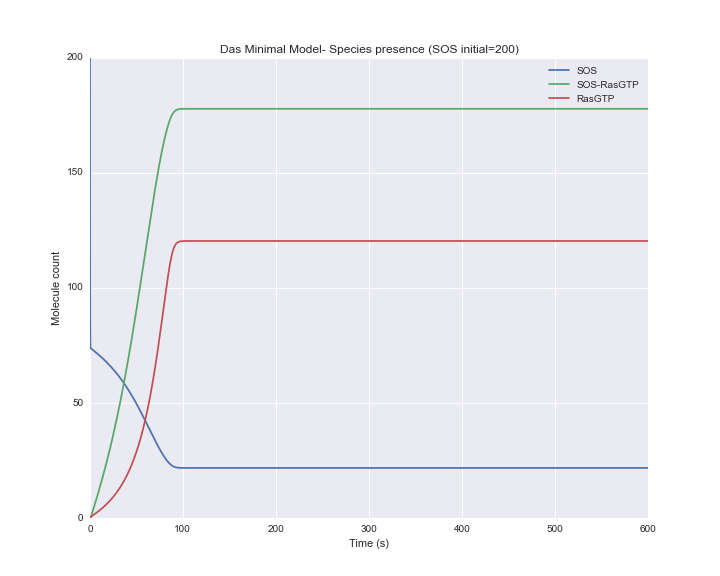 Das Minimal Model- Species presence (SOS initial=200)
200
SOS
SOS-RasGTP
RasGTP
150
Molecule count
100
50
0
0 100 200 300 400 500 600
Time (s)